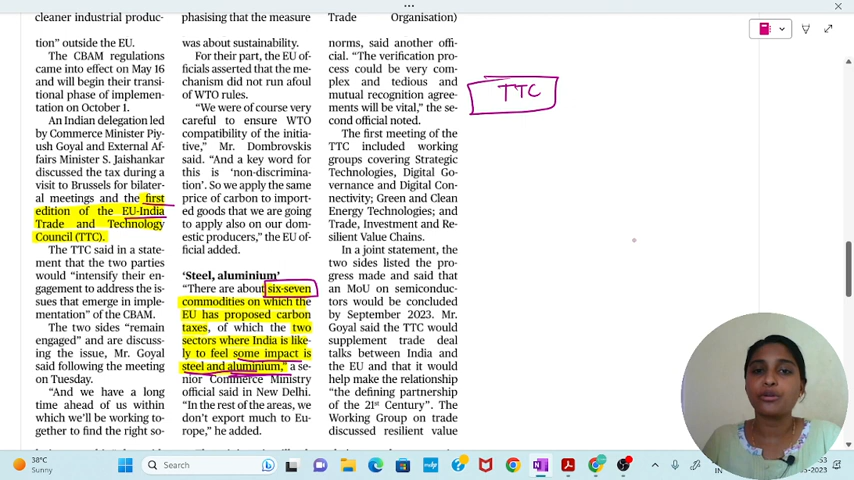 cleaner industrial produc-
tion” outside the EU.
The CBAM regulations
came into effect on May 16
and will begin their transi-
tional phase of implemen-
tation on October 1.
An Indian delegation led
by Commerce Minister Piy-
ush Goyal and External Af-
fairs Minister S. Jaishankar
discussed the tax during a
visit to Brussels for bilater-
al meetings and the first
edition of the EU-India
Trade and Technology
Council (TTC).
The TTC said in a state-
ment that the two parties
would “intensify their en-
gagement to address the is-
sues that emerge in imple-
mentation” of the CBAM.
The two sides “remain
engaged” and are discuss-
ing the issue, Mr. Goyal
said following the meeting
on Tuesday.
“And we have a long
time ahead of us within
which we’ll be working to-
gether to find the right so-
phasising that the measure
was about sustainability.
For their part, the EU of-
ficials asserted that the me-
chanism did not run afoul
of WTO rules.
“We were of course very
careful to ensure WTO
compatibility of the initia-
tive,” Mr. Dombrovskis
said. “And a key word for
this is ‘non-discrimina-
tion’. So we apply the same
price of carbon to import-
ed goods that we are going
to apply also on our dom-
estic producers,” the EU of-
ficial added.
‘Steel, aluminium’
“There are about six-seven
commodities on which the
EU has proposed carbon
taxes, of which the two
sectors where India is like-
ly to feel some impact is
steel and aluminium,” a se-
nior Commerce Ministry
official said in New Delhi.
“In the rest of the areas, we
don’t export much to Eu-
rope,” he added.
Trade Organisation)
norms, said another offi-
cial. “The verification pro-
cess could be very com-
plex and tedious and
mutual recognition agree-
ments will be vital,” the se-
cond official noted.
The first meeting of the
TTC included working
groups covering Strategic
Technologies, Digital Go-
vernance and Digital Con-
nectivity; Green and Clean
Energy Technologies; and
Trade, Investment and Re-
silient Value Chains.
In a joint statement, the
two sides listed the pro-
gress made and said that
an MoU on semiconduc-
tors would be concluded
by September 2023. Mr.
Goyal said the TTC would
supplement trade deal
talks between India and
the EU and that it would
help make the relationship
“the defining partnership
of the 21st Century”. The
Working Group on trade
discussed resilient value
TTC
38°C
Sunny
Search